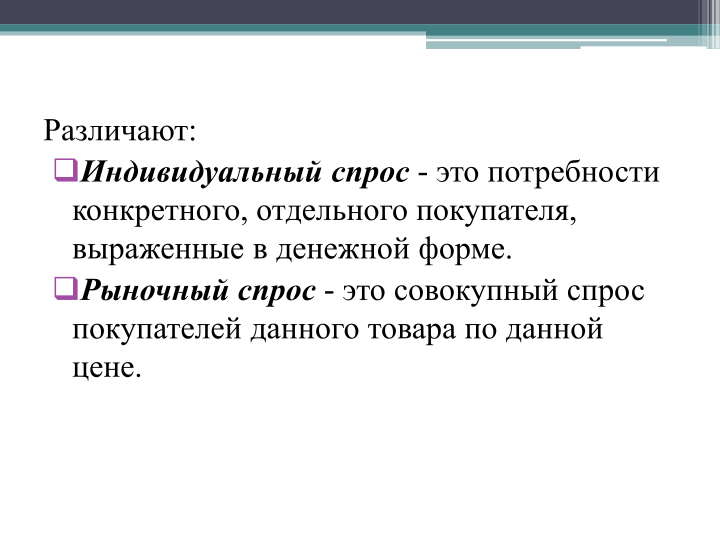 Различают:
❑Индивидуальный спрос - это потребности
конкретного, отдельного покупателя,
выраженные в денежной форме.
❑Рыночный спрос - это совокупный спрос
покупателей данного товара по данной
цене.